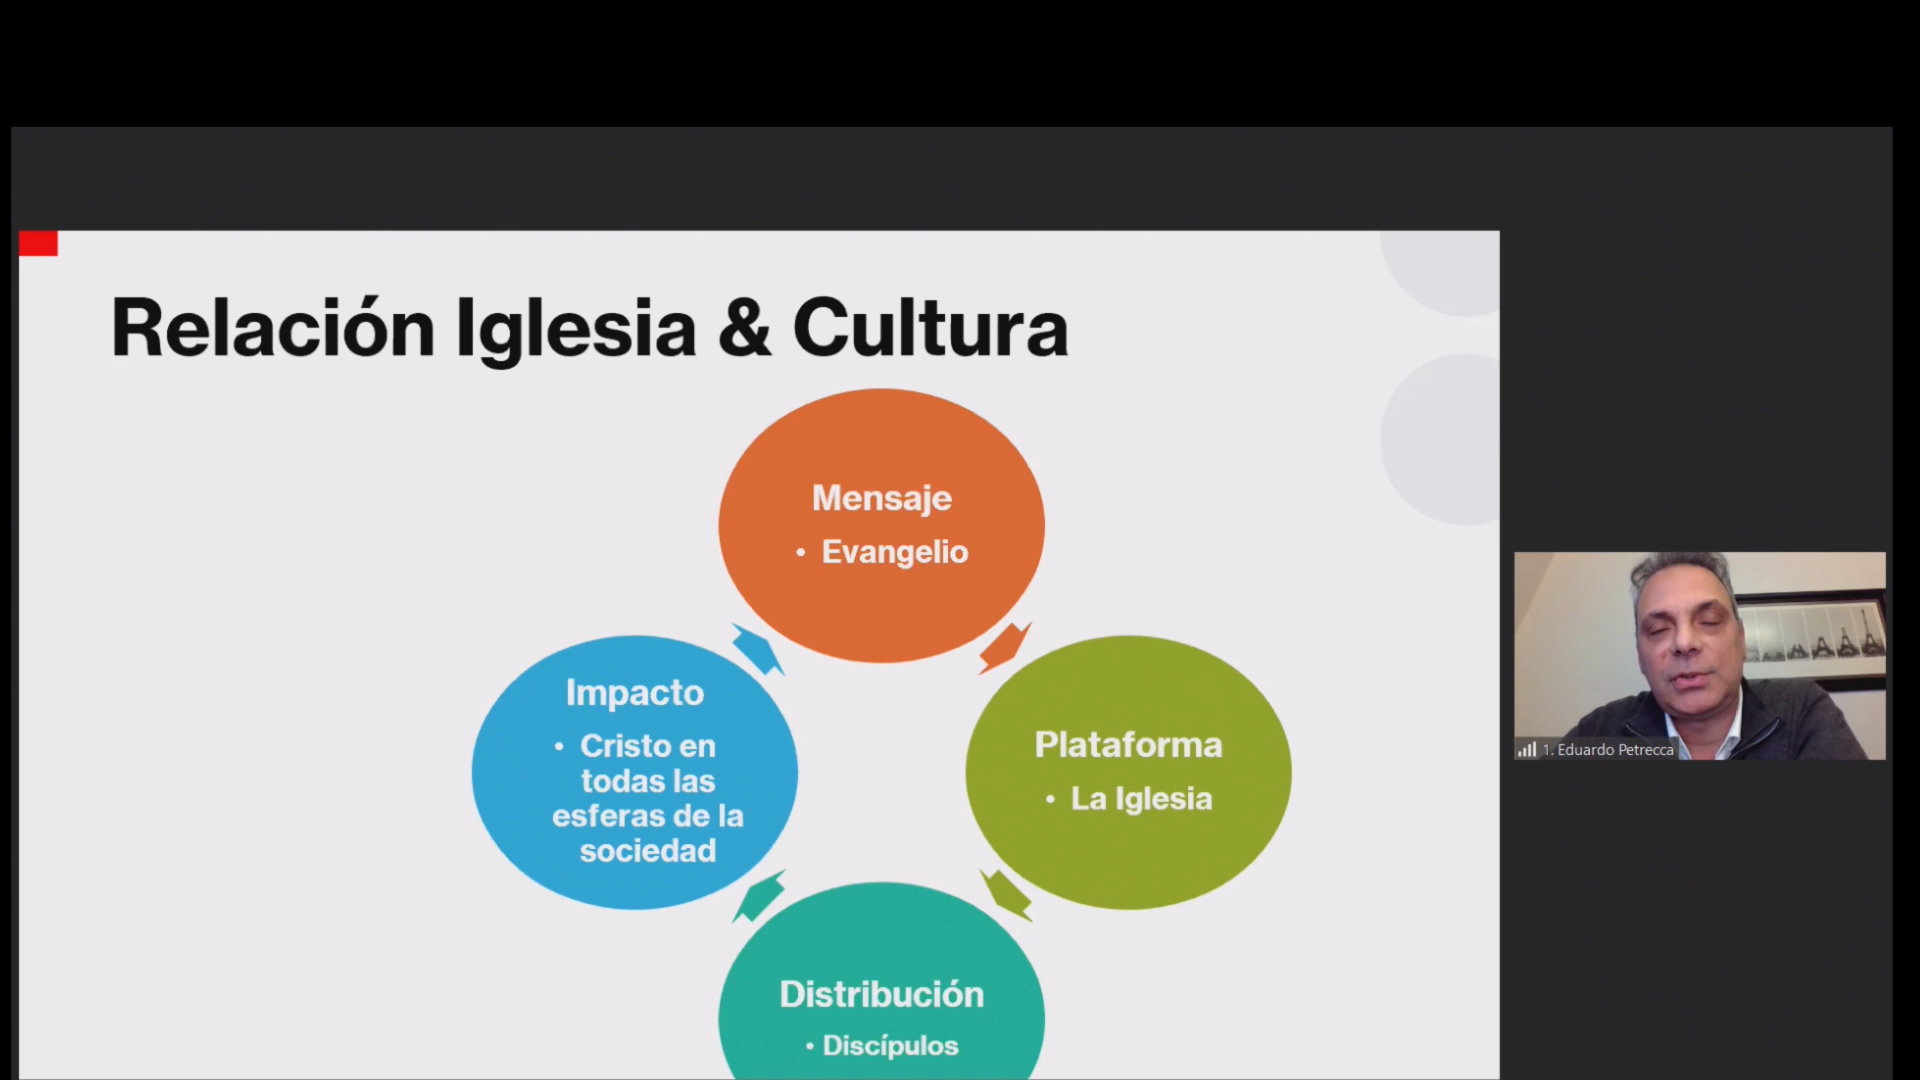 Relación Iglesia & Cultura
Mensaje
• Evangelio
Impacto
• Cristo en
todas las
esferas de la
sociedad
Plataforma
• La Iglesia
Distribución
• Discípulos
1. Eduardo Petrecca